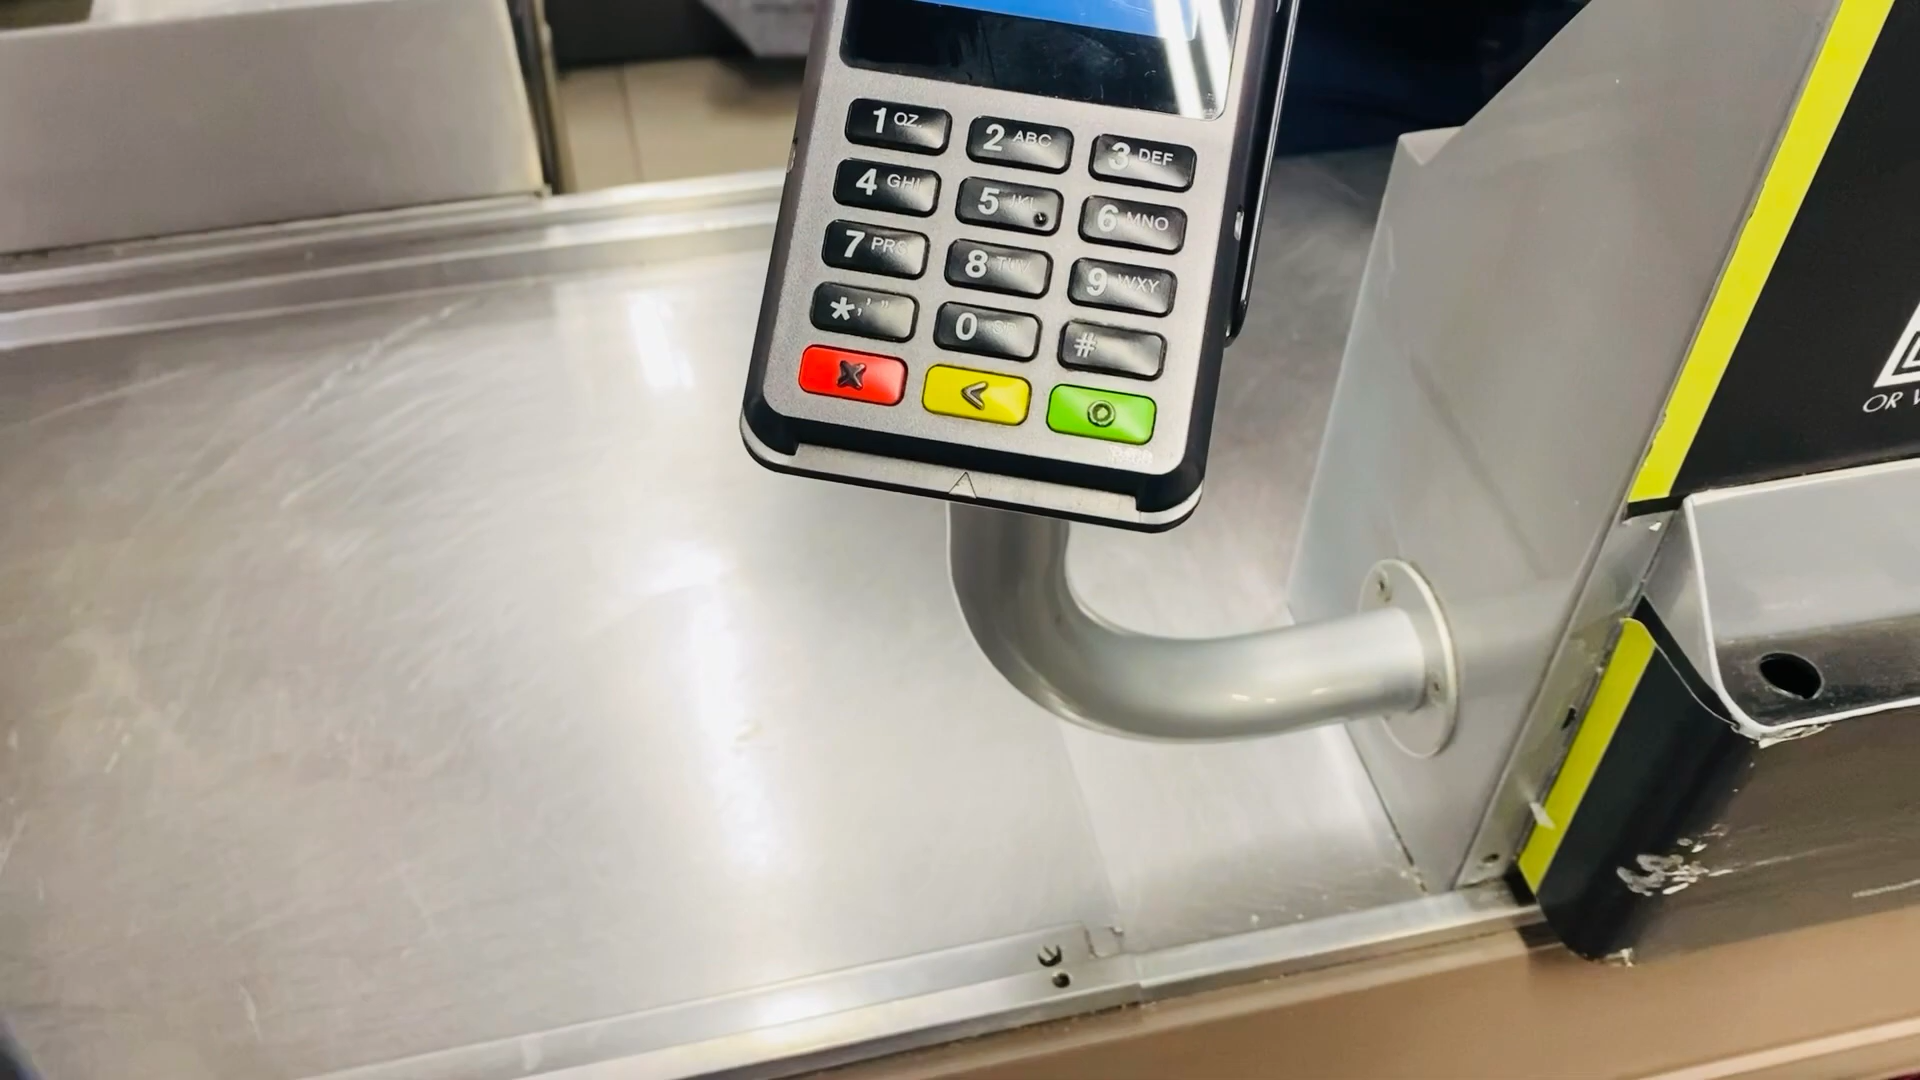 1 QZ. 2 ABC 3 DEF
4 GHI 5 JKL 6 MNO
7 PRS 8 TUV 9 WXY
* ' " 0 #
OR